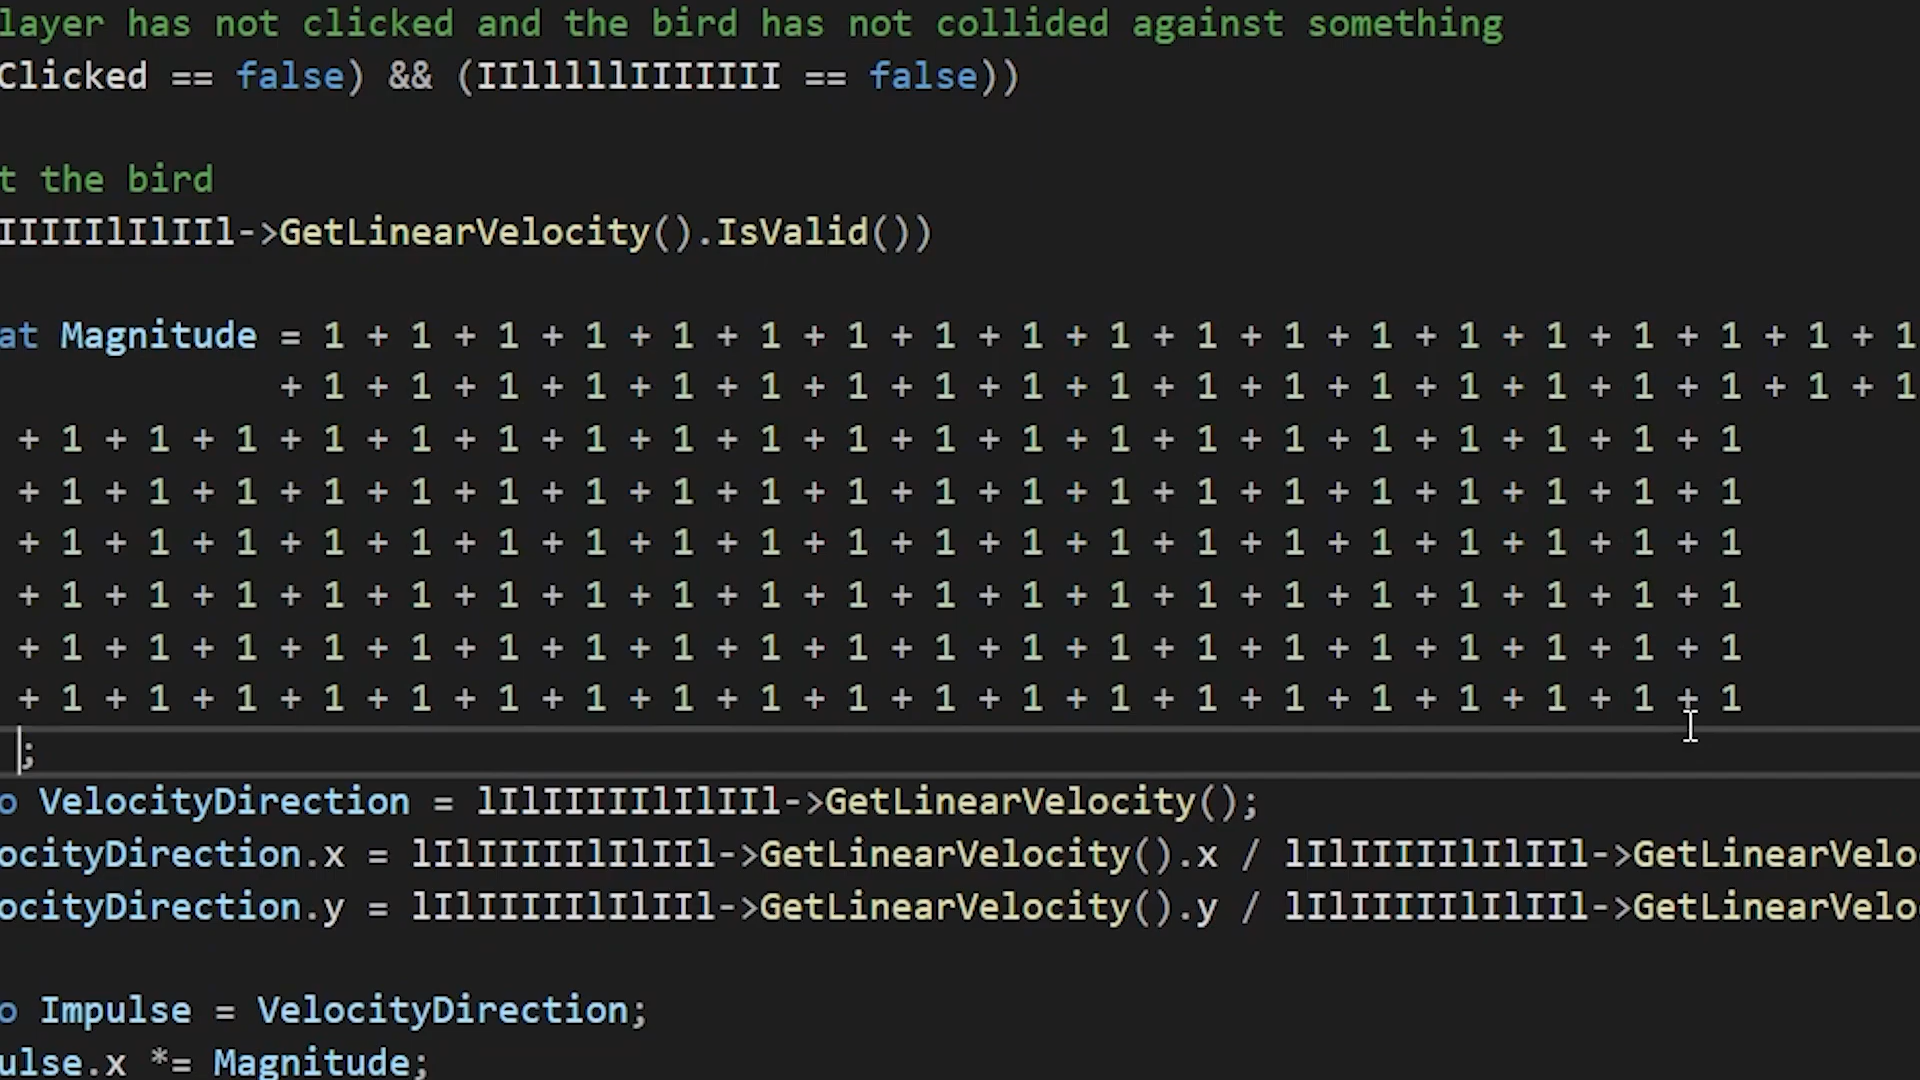 layer has not clicked and the bird has not collided against something
Clicked == false) && (IIlllllIIIIIII == false))
t the bird
IIIIIlIlIIl->GetLinearVelocity().IsValid())
at Magnitude = 1 + 1 + 1 + 1 + 1 + 1 + 1 + 1 + 1 + 1 + 1 + 1 + 1 + 1 + 1 + 1 + 1 + 1 + 1
+ 1 + 1 + 1 + 1 + 1 + 1 + 1 + 1 + 1 + 1 + 1 + 1 + 1 + 1 + 1 + 1 + 1 + 1 + 1
+ 1 + 1 + 1 + 1 + 1 + 1 + 1 + 1 + 1 + 1 + 1 + 1 + 1 + 1 + 1 + 1 + 1 + 1 + 1 + 1
+ 1 + 1 + 1 + 1 + 1 + 1 + 1 + 1 + 1 + 1 + 1 + 1 + 1 + 1 + 1 + 1 + 1 + 1 + 1 + 1
+ 1 + 1 + 1 + 1 + 1 + 1 + 1 + 1 + 1 + 1 + 1 + 1 + 1 + 1 + 1 + 1 + 1 + 1 + 1 + 1
+ 1 + 1 + 1 + 1 + 1 + 1 + 1 + 1 + 1 + 1 + 1 + 1 + 1 + 1 + 1 + 1 + 1 + 1 + 1 + 1
+ 1 + 1 + 1 + 1 + 1 + 1 + 1 + 1 + 1 + 1 + 1 + 1 + 1 + 1 + 1 + 1 + 1 + 1 + 1 + 1
+ 1 + 1 + 1 + 1 + 1 + 1 + 1 + 1 + 1 + 1 + 1 + 1 + 1 + 1 + 1 + 1 + 1 + 1 + 1 + 1
;
o VelocityDirection = lIlIIIIIlIlIIl->GetLinearVelocity();
ocityDirection.x = lIlIIIIIlIlIIl->GetLinearVelocity().x / lIlIIIIIlIlIIl->GetLinearVelo
ocityDirection.y = lIlIIIIIlIlIIl->GetLinearVelocity().y / lIlIIIIIlIlIIl->GetLinearVelo
o Impulse = VelocityDirection;
ulse.x *= Magnitude;